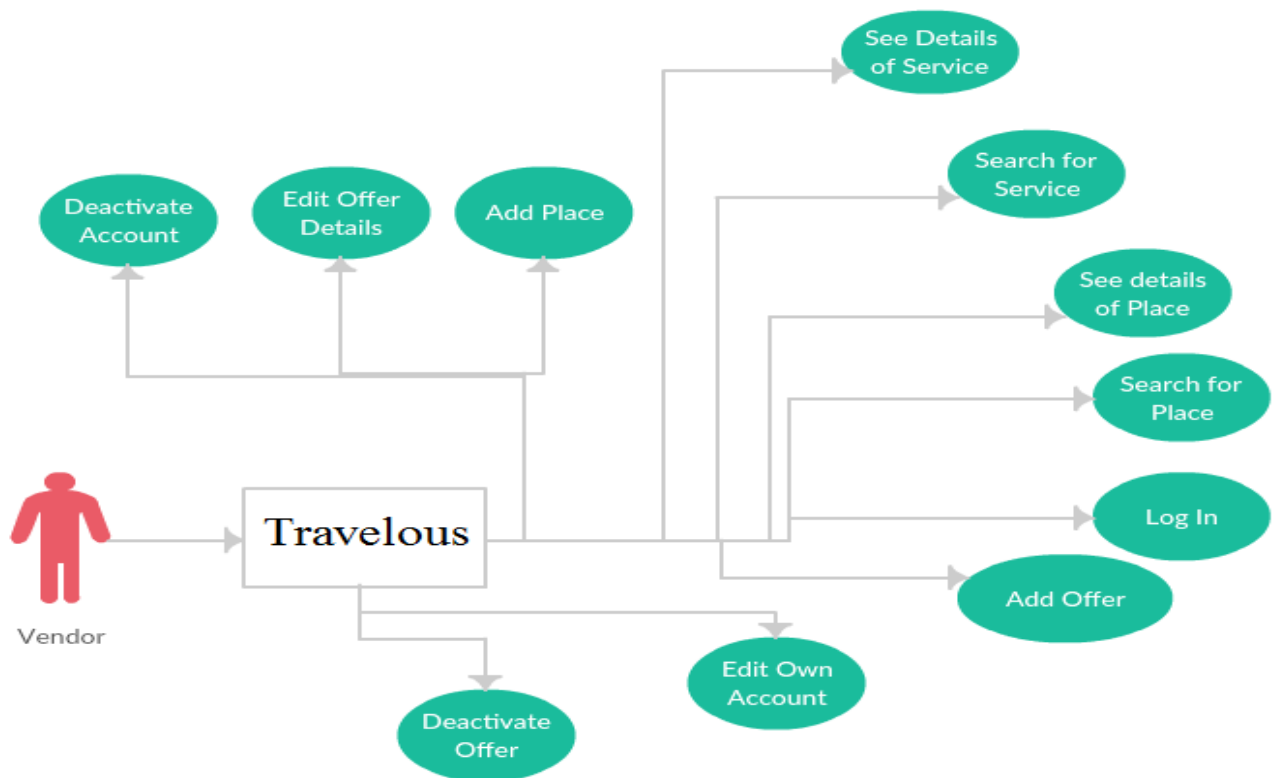 See Details
of Service
Search for
Service
Deactivate
Account
Edit Offer
Details
Add Place
See details
of Place
Search for
Place
Travelous
Log In
Add Offer
Vendor
Edit Own
Account
Deactivate
Offer